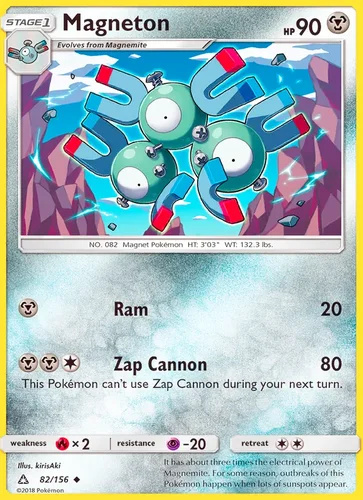 STAGE1 Magneton HP90
Evolves from Magnemite
NO. 082 Magnet Pokémon HT: 3'03" WT: 132.3 lbs.
Ram 20
Zap Cannon 80
This Pokémon can't use Zap Cannon during your next turn.
weakness ×2 resistance -20 retreat
Illus. kirisAki
82/156
©2018 Pokémon
It has about three times the electrical power of
Magnemite. For some reason, outbreaks of this
Pokémon happen when lots of sunspots appear.